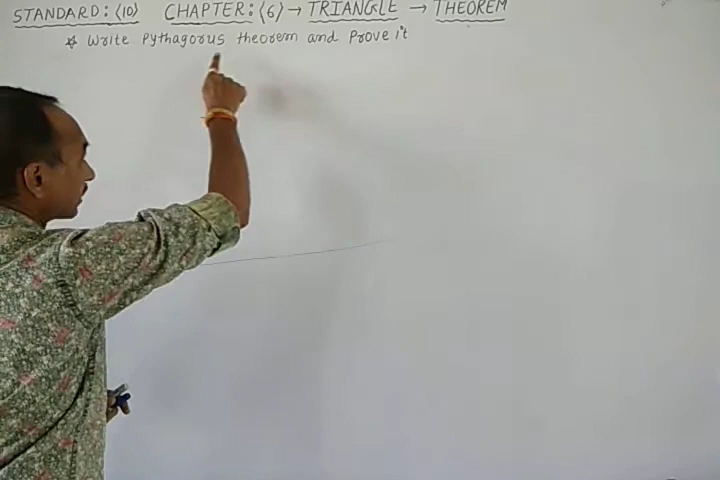 STANDARD: (10) CHAPTER: (6) → TRIANGLE → THEOREM
☆ Write Pythagorus theorem and Prove it